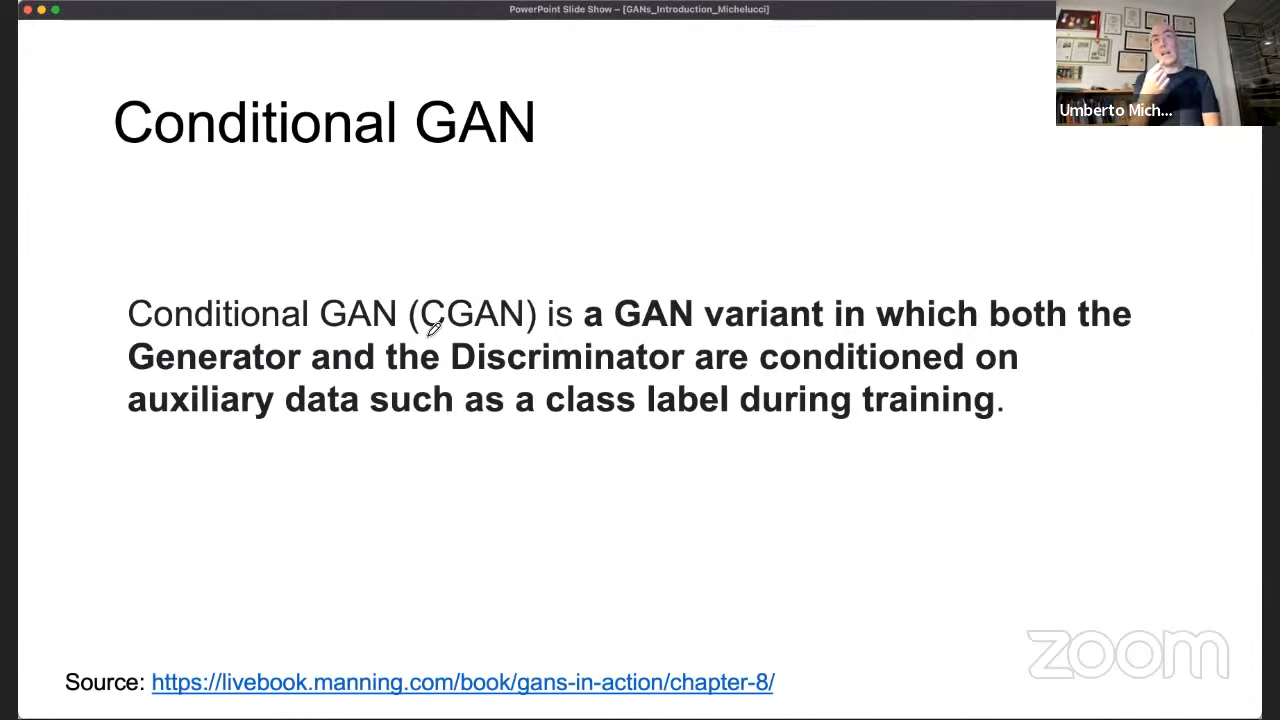 PowerPoint Slide Show – [GANs_Introduction_Michelucci]
Umberto Mich...
Conditional GAN
Conditional GAN (CGAN) is a GAN variant in which both the
Generator and the Discriminator are conditioned on
auxiliary data such as a class label during training.
zoom
Source: https://livebook.manning.com/book/gans-in-action/chapter-8/